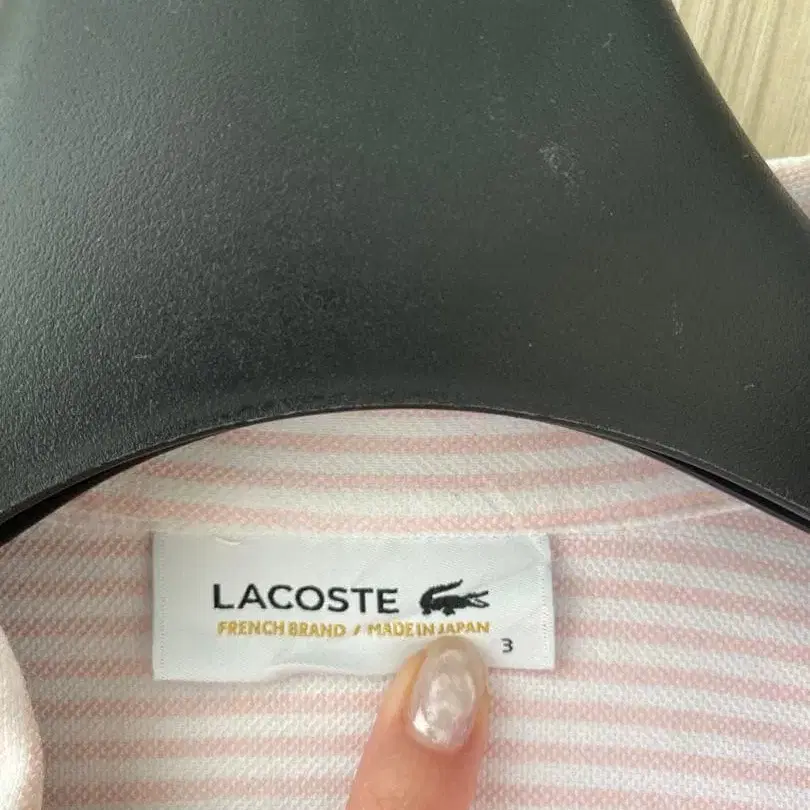 LACOSTE
FRENCH BRAND / MADE IN JAPAN
3